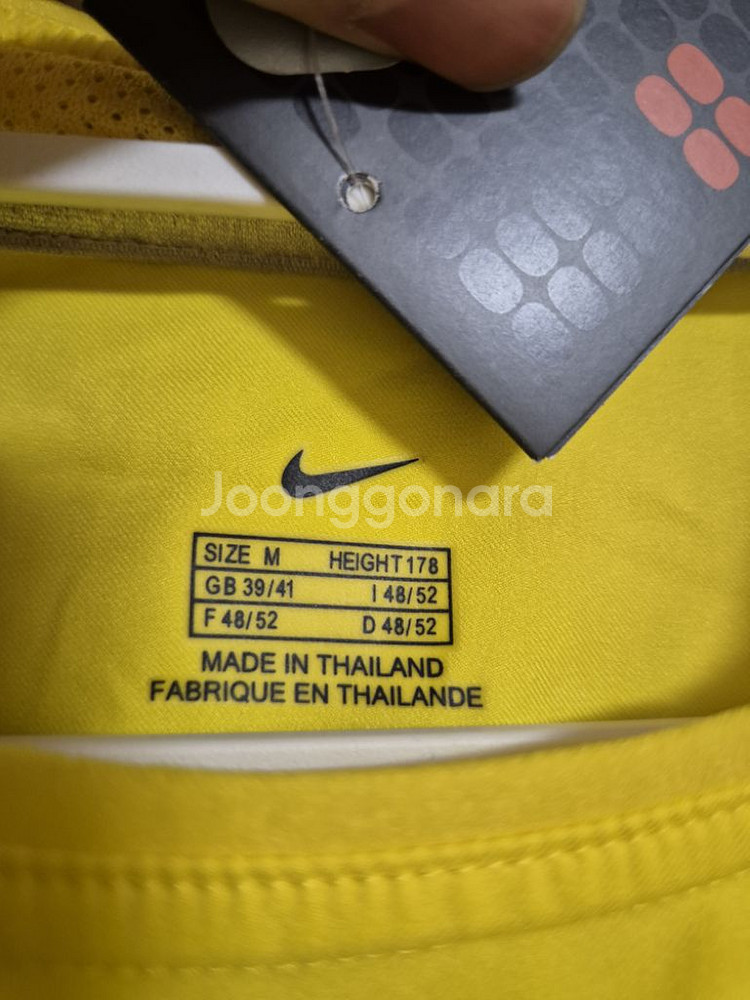 Joonggonara
SIZE M HEIGHT 178
GB 39/41 I 48/52
F 48/52 D 48/52
MADE IN THAILAND
FABRIQUE EN THAILANDE